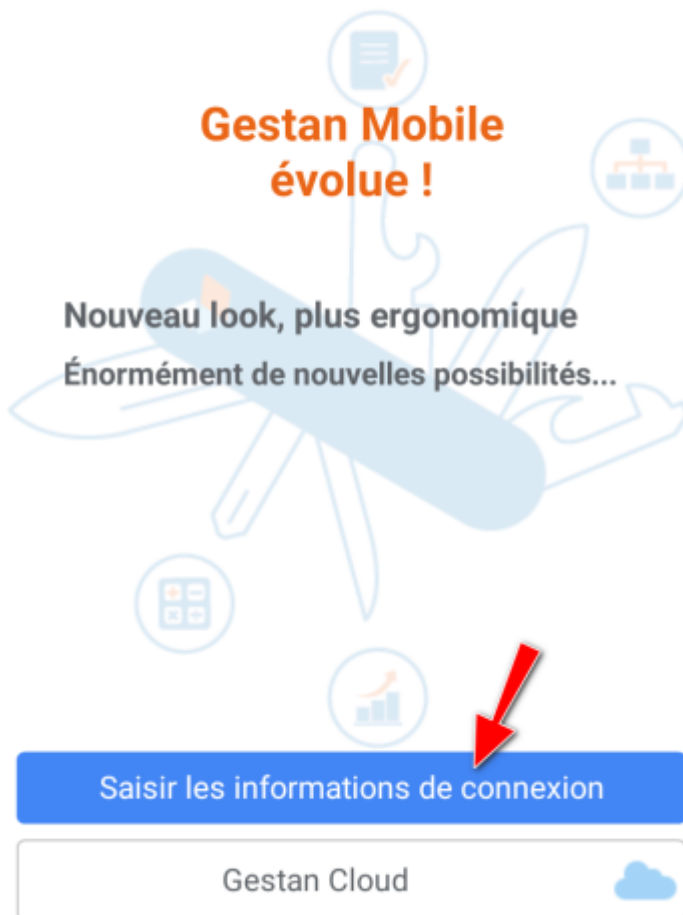 Gestan Mobile
évolue !
Nouveau look, plus ergonomique
Énormément de nouvelles possibilités...
Saisir les informations de connexion
Gestan Cloud